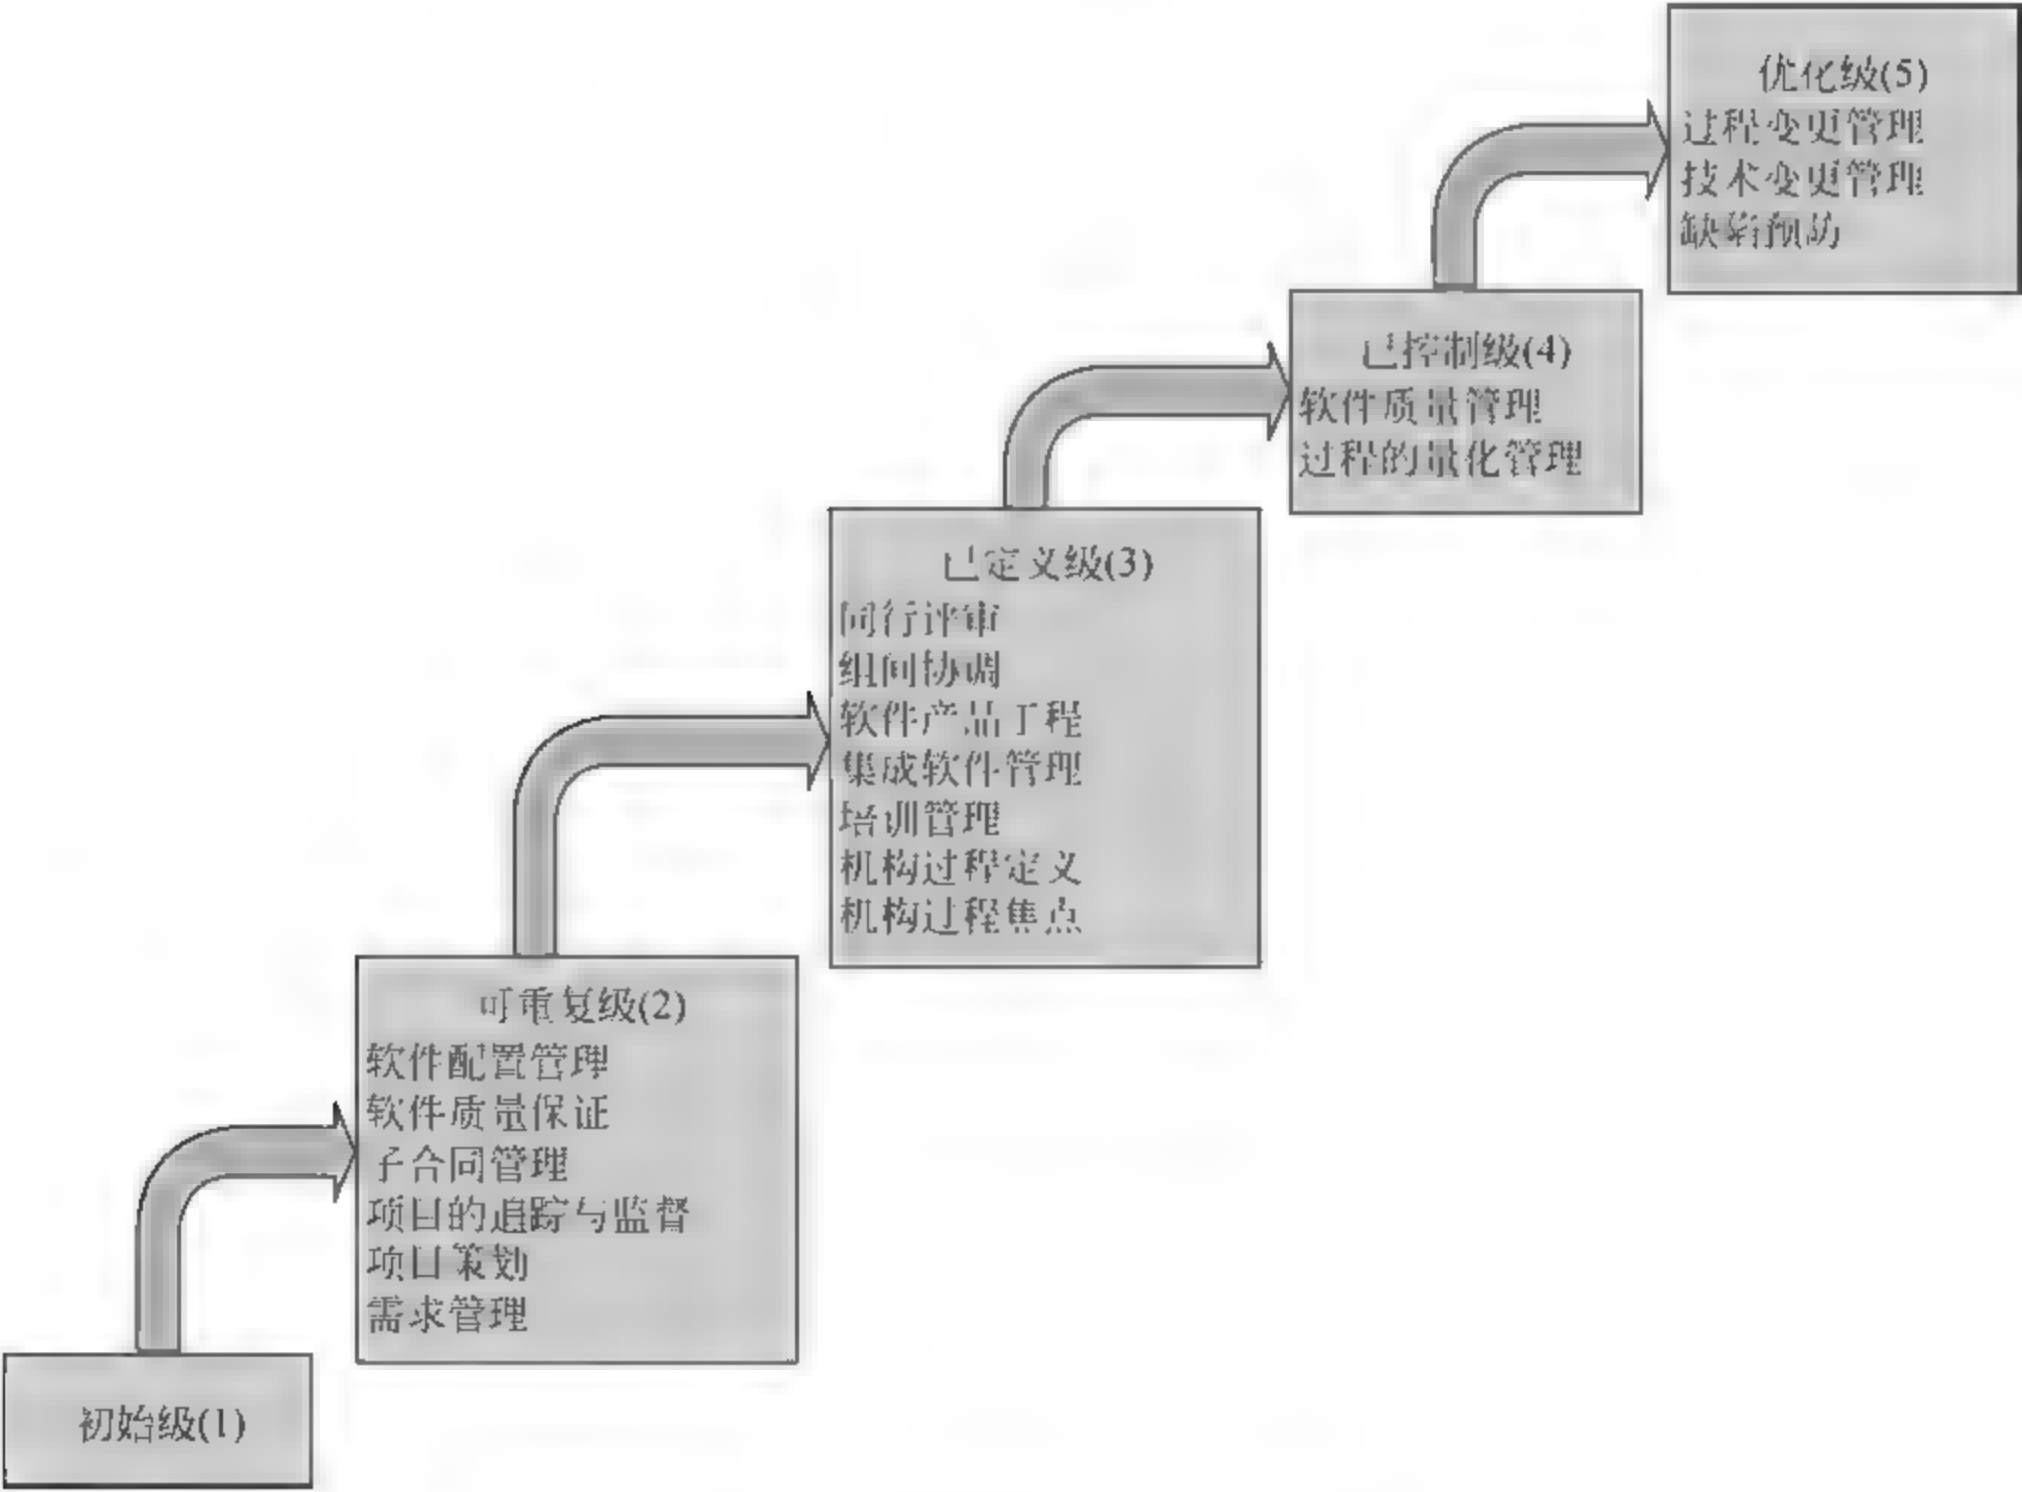 优化级(5)
过程变更管理
技术变更管理
缺陷预防
已控制级(4)
软件质量管理
过程的量化管理
已定义级(3)
同行评审
组间协调
软件产品工程
集成软件管理
培训管理
机构过程定义
机构过程焦点
可重复级(2)
软件配置管理
软件质量保证
子合同管理
项目的追踪与监督
项目策划
需求管理
初始级(1)